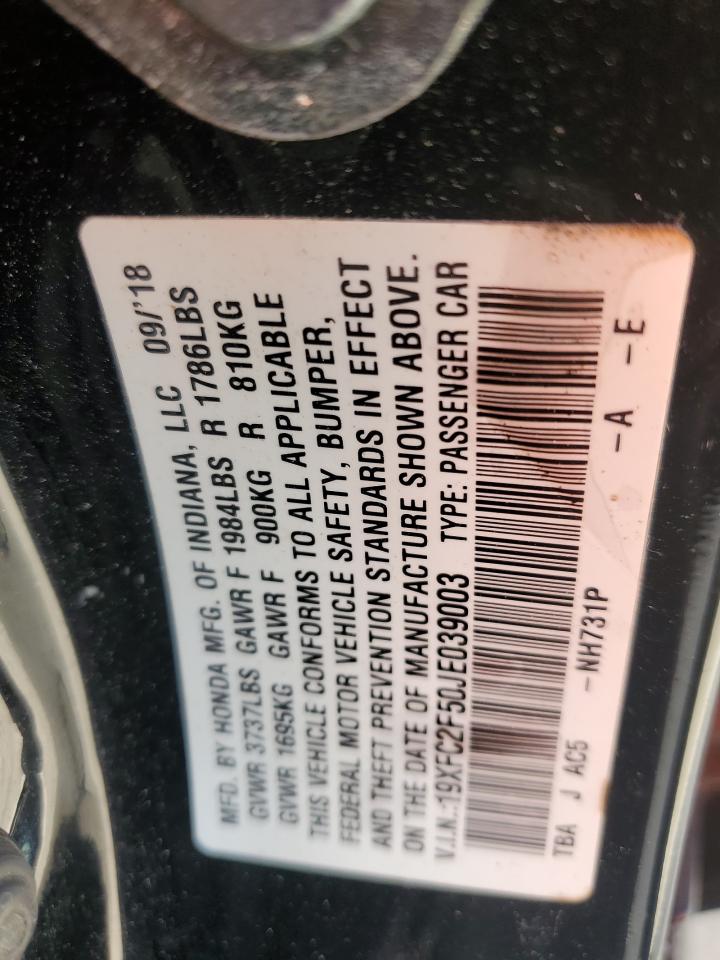 MFD. BY HONDA MFG. OF INDIANA, LLC 09/'18
GVWR 3737LBS GAWR F 1984LBS R 1786LBS
GVWR 1695KG GAWR F 900KG R 810KG
THIS VEHICLE CONFORMS TO ALL APPLICABLE
FEDERAL MOTOR VEHICLE SAFETY, BUMPER,
AND THEFT PREVENTION STANDARDS IN EFFECT
ON THE DATE OF MANUFACTURE SHOWN ABOVE.
V.I.N.:19XFC2F50JE039003 TYPE: PASSENGER CAR
TBA J AC5 -NH731P -A -E